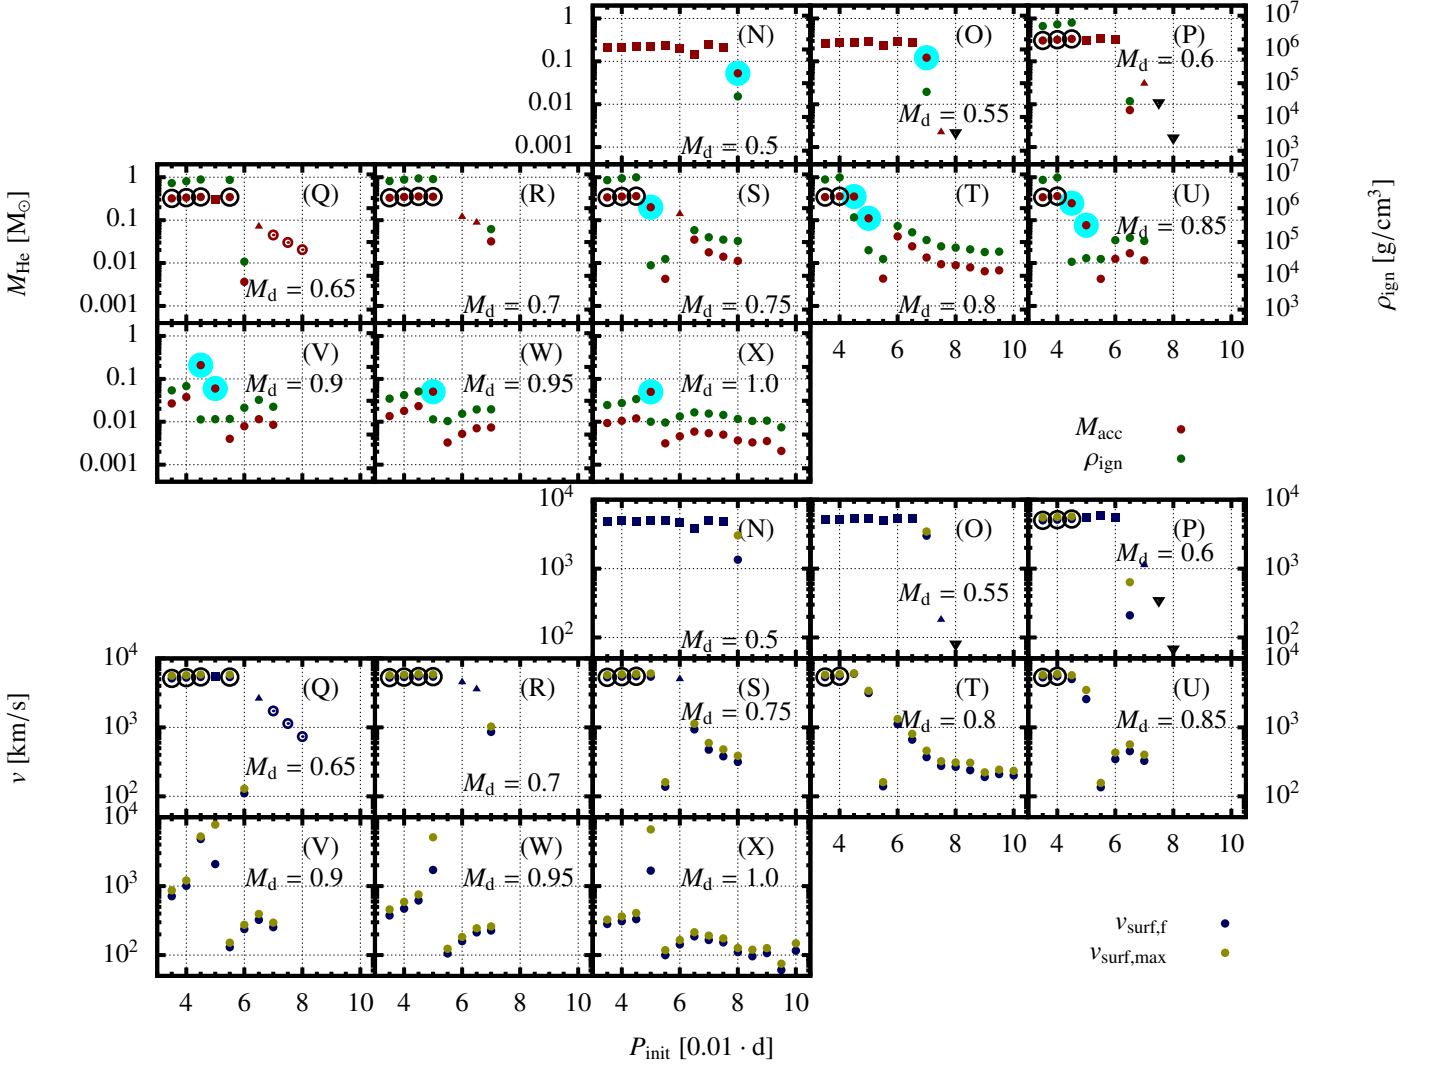 1
0.1
0.01
0.001
(N)
M_d = 0.5
(O)
M_d = 0.55
(P)
M_d = 0.6
10^7
10^6
10^5
10^4
10^3
M_He [M_⊙]
1
0.1
0.01
0.001
(Q)
M_d = 0.65
(R)
M_d = 0.7
(S)
M_d = 0.75
(T)
M_d = 0.8
(U)
M_d = 0.85
10^7
10^6
10^5
10^4
10^3
ρ_ign [g/cm^3]
4 6 8 10
4 6 8 10
1
0.1
0.01
0.001
(V)
M_d = 0.9
(W)
M_d = 0.95
(X)
M_d = 1.0
M_acc
ρ_ign
10^4
10^3
10^2
(N)
M_d = 0.5
(O)
M_d = 0.55
(P)
M_d = 0.6
10^4
10^3
10^2
v [km/s]
10^4
10^3
10^2
(Q)
M_d = 0.65
(R)
M_d = 0.7
(S)
M_d = 0.75
(T)
M_d = 0.8
(U)
M_d = 0.85
10^4
10^3
10^2
4 6 8 10
4 6 8 10
10^4
10^3
10^2
(V)
M_d = 0.9
(W)
M_d = 0.95
(X)
M_d = 1.0
v_surf,f
v_surf,max
4 6 8 10
4 6 8 10
4 6 8 10
P_init [0.01 · d]